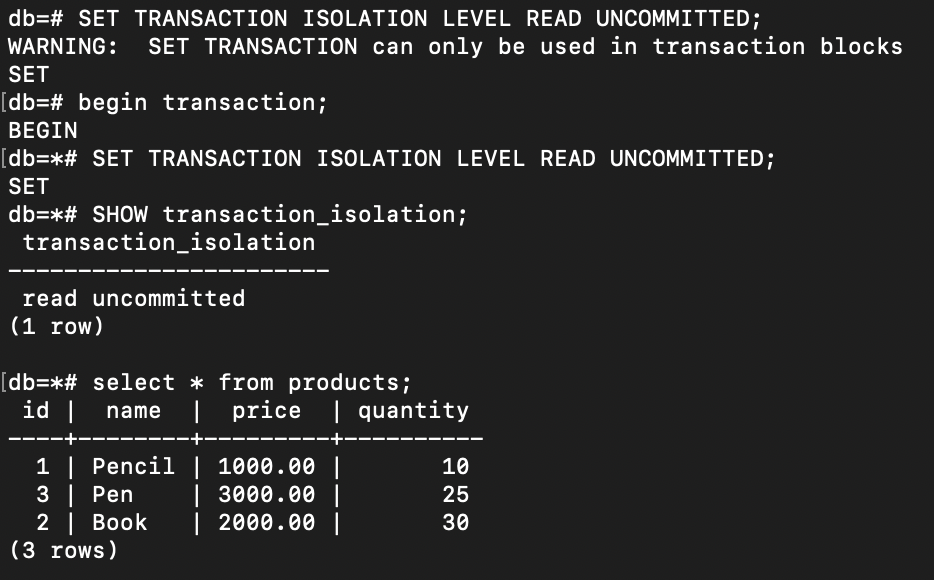 db=# SET TRANSACTION ISOLATION LEVEL READ UNCOMMITTED;
WARNING:  SET TRANSACTION can only be used in transaction blocks
SET
[db=# begin transaction;
BEGIN
[db=*# SET TRANSACTION ISOLATION LEVEL READ UNCOMMITTED;
SET
db=*# SHOW transaction_isolation;
 transaction_isolation
-----------------------
 read uncommitted
(1 row)

[db=*# select * from products;
 id |  name  |  price  | quantity
----+--------+---------+----------
  1 | Pencil | 1000.00 |       10
  3 | Pen    | 3000.00 |       25
  2 | Book   | 2000.00 |       30
(3 rows)